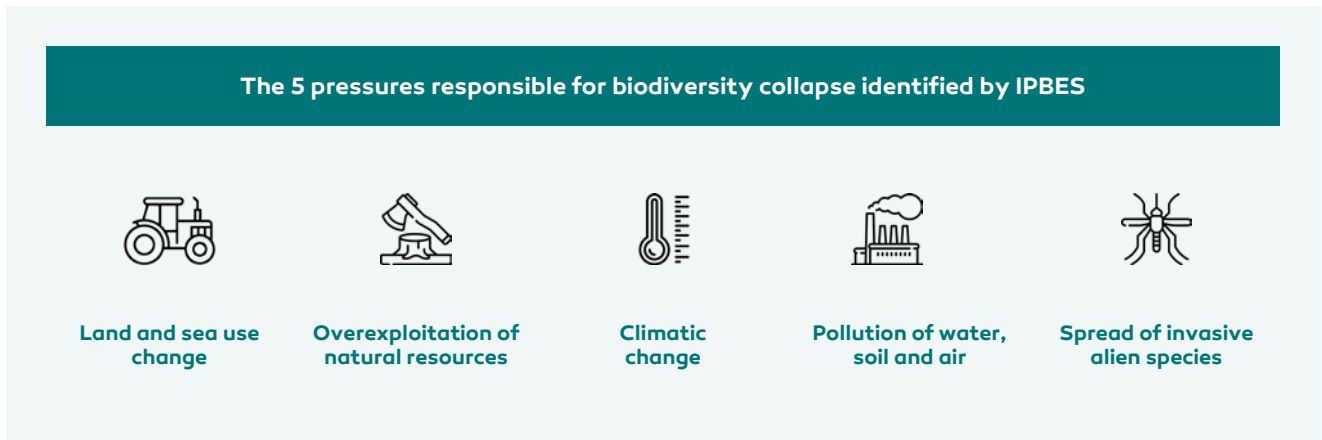 The 5 pressures responsible for biodiversity collapse identified by IPBES
Land and sea use
change
Overexploitation of
natural resources
Climatic
change
Pollution of water,
soil and air
Spread of invasive
alien species